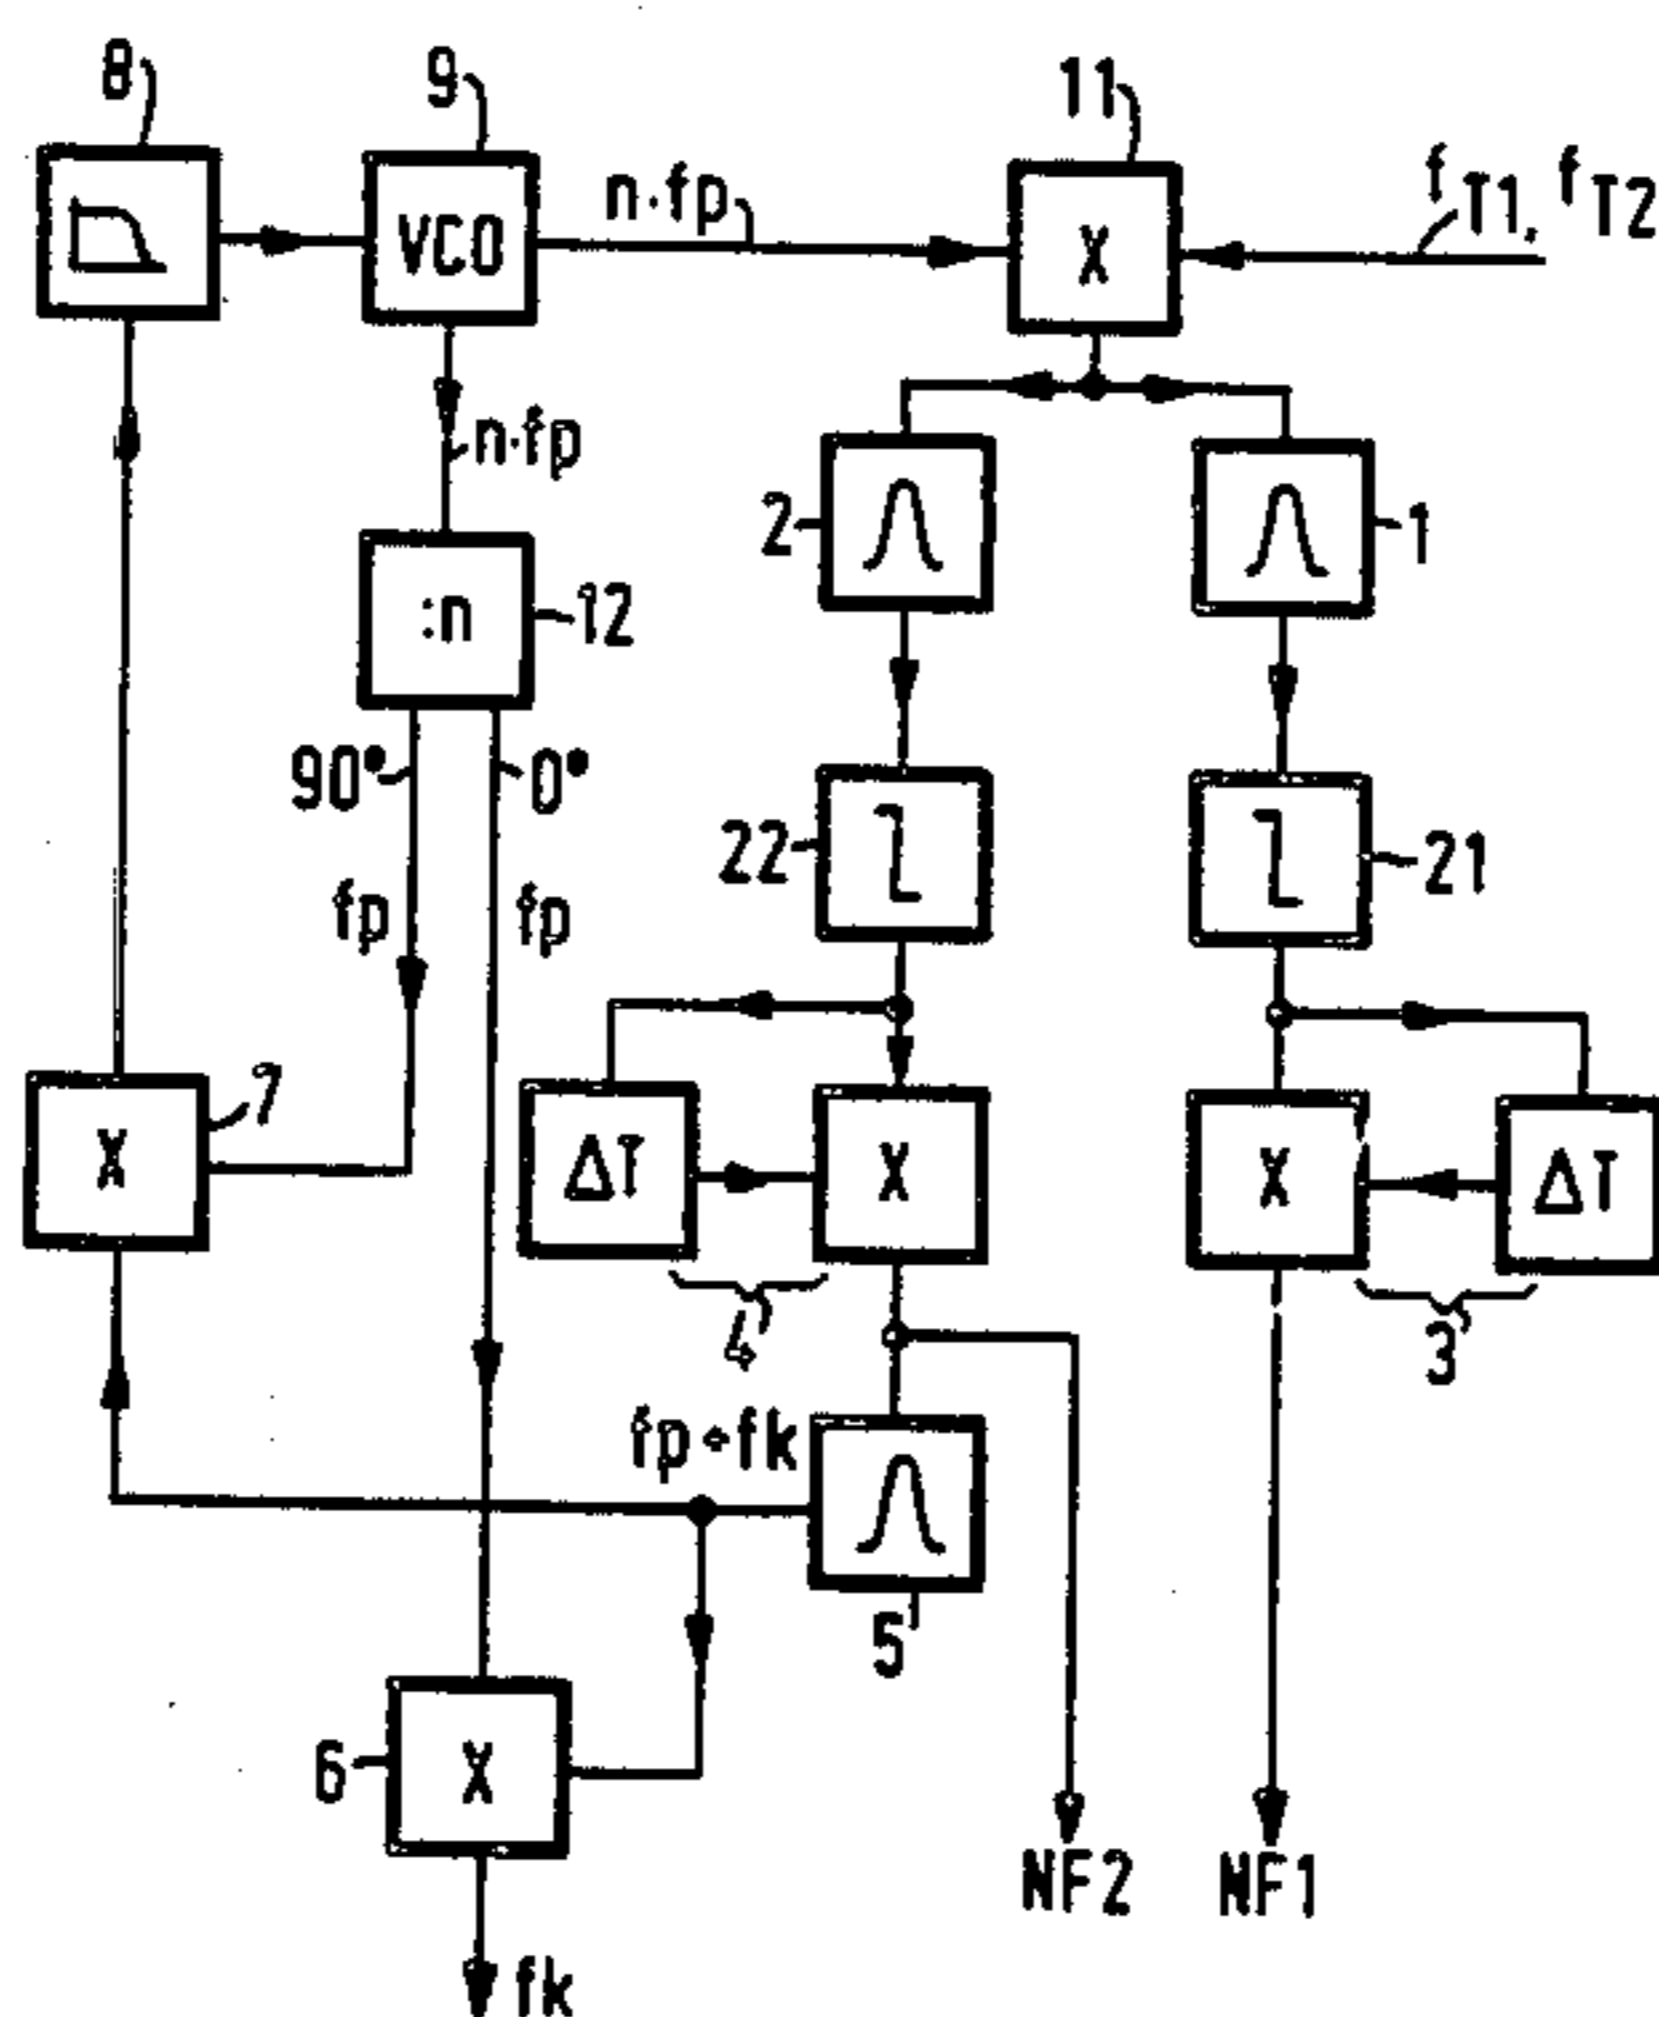 8
9
11
n·fp
fT1, fT2
VCO
X
n·fp
2
1
:n
12
90°
0°
22
21
fp
fp
7
X
ΔT
X
X
ΔT
4
3
fp+fk
5
6
X
NF2
NF1
fk